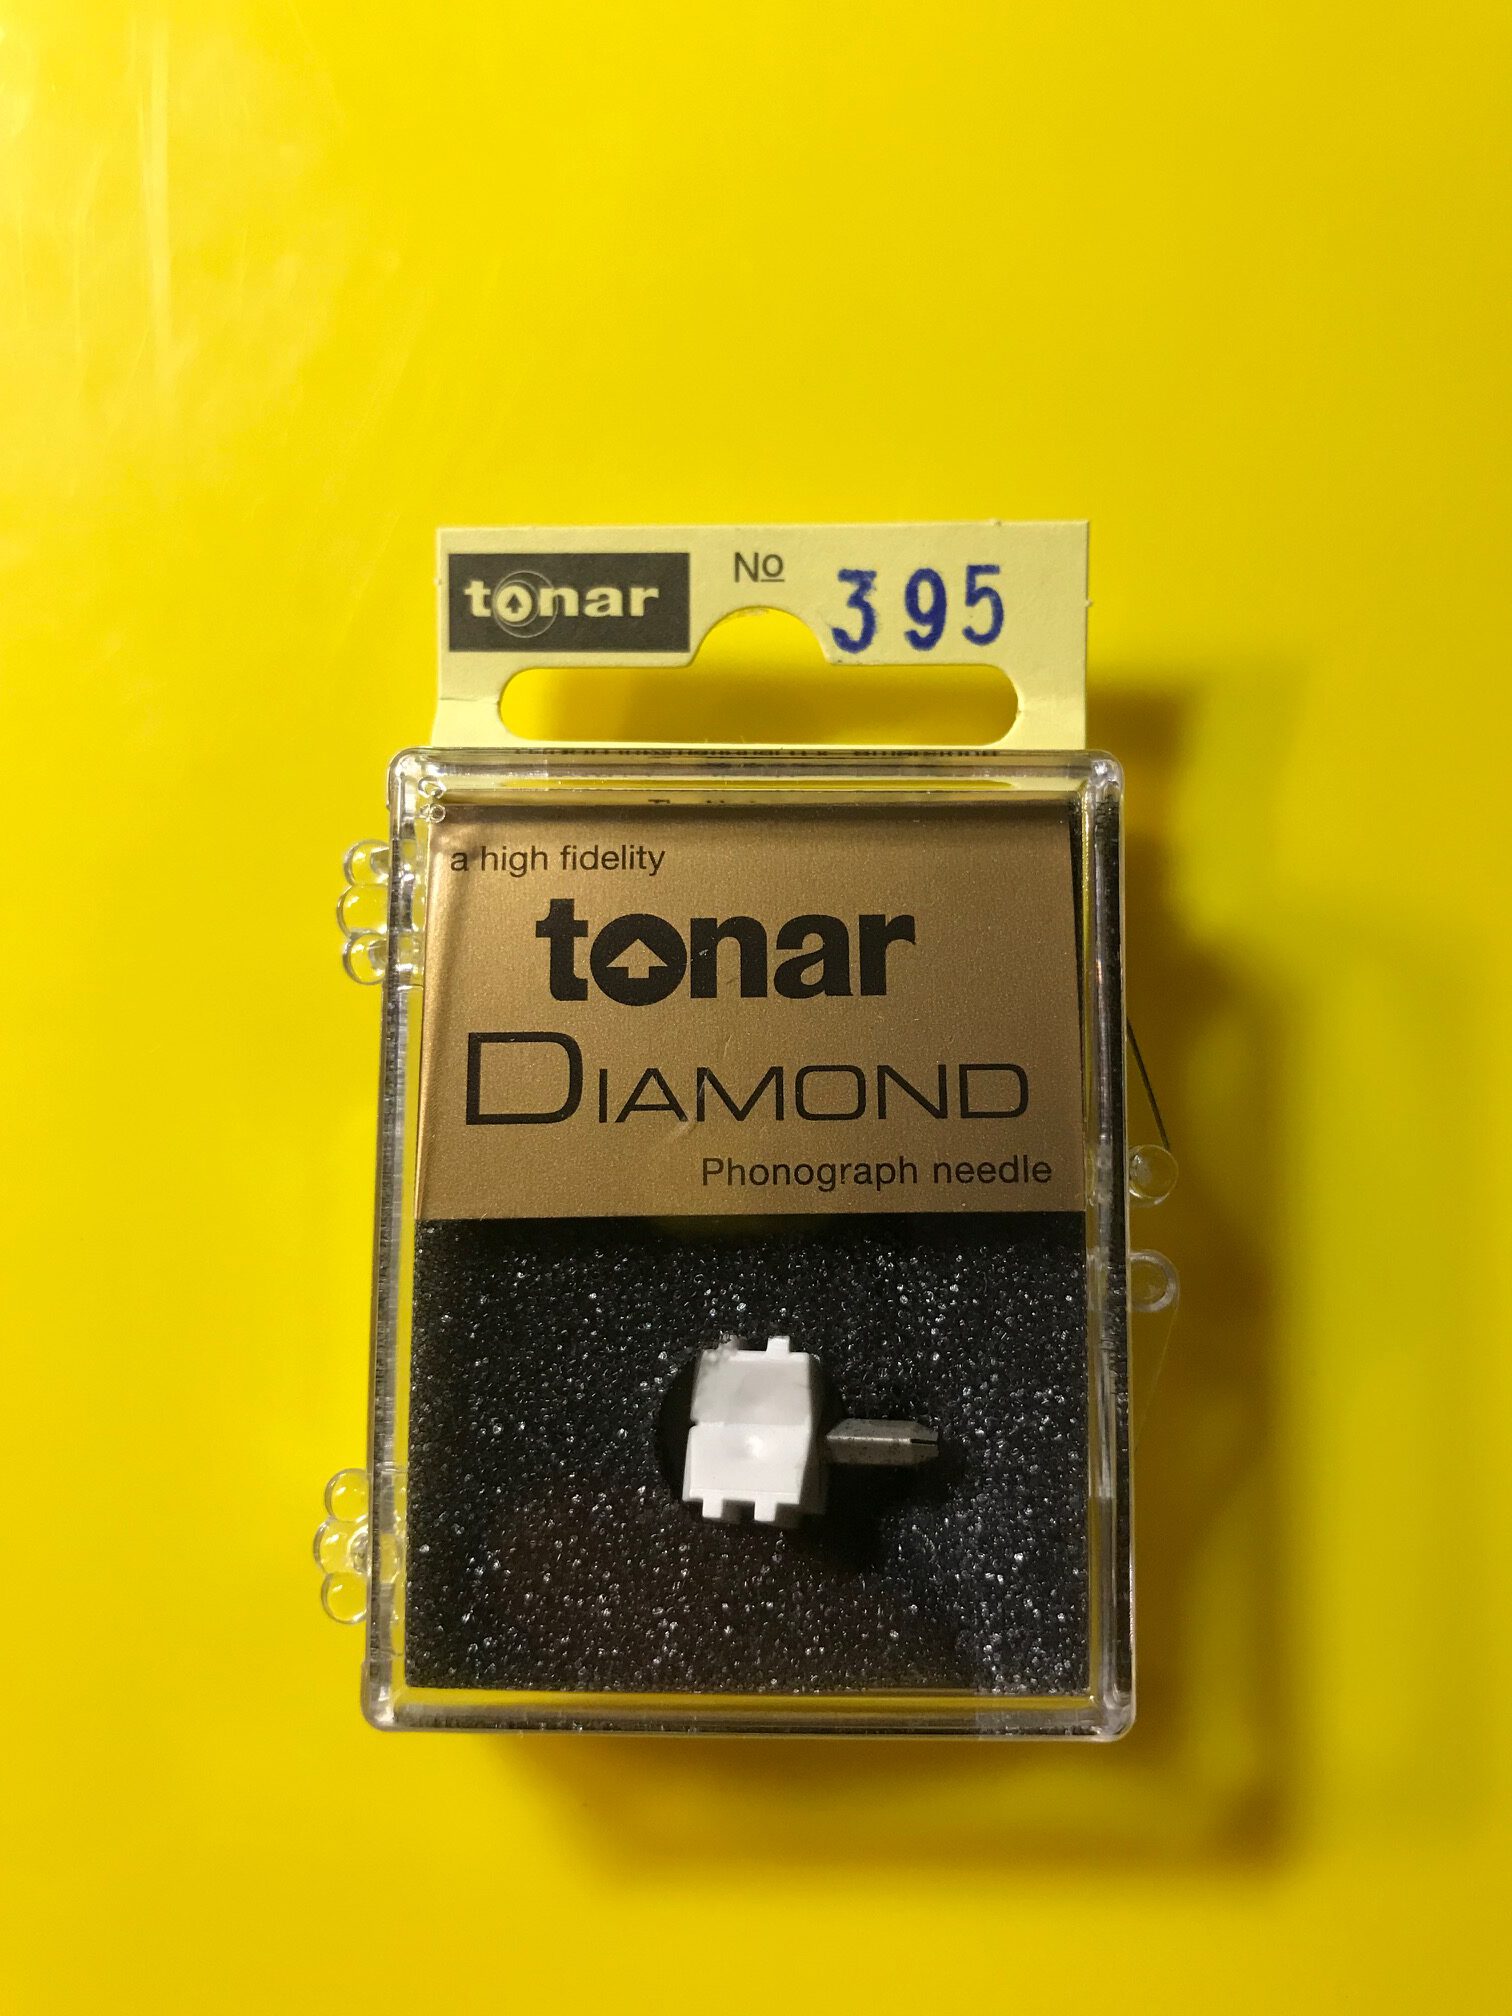 tonar
No 395
a high fidelity
tonar
DIAMOND
Phonograph needle